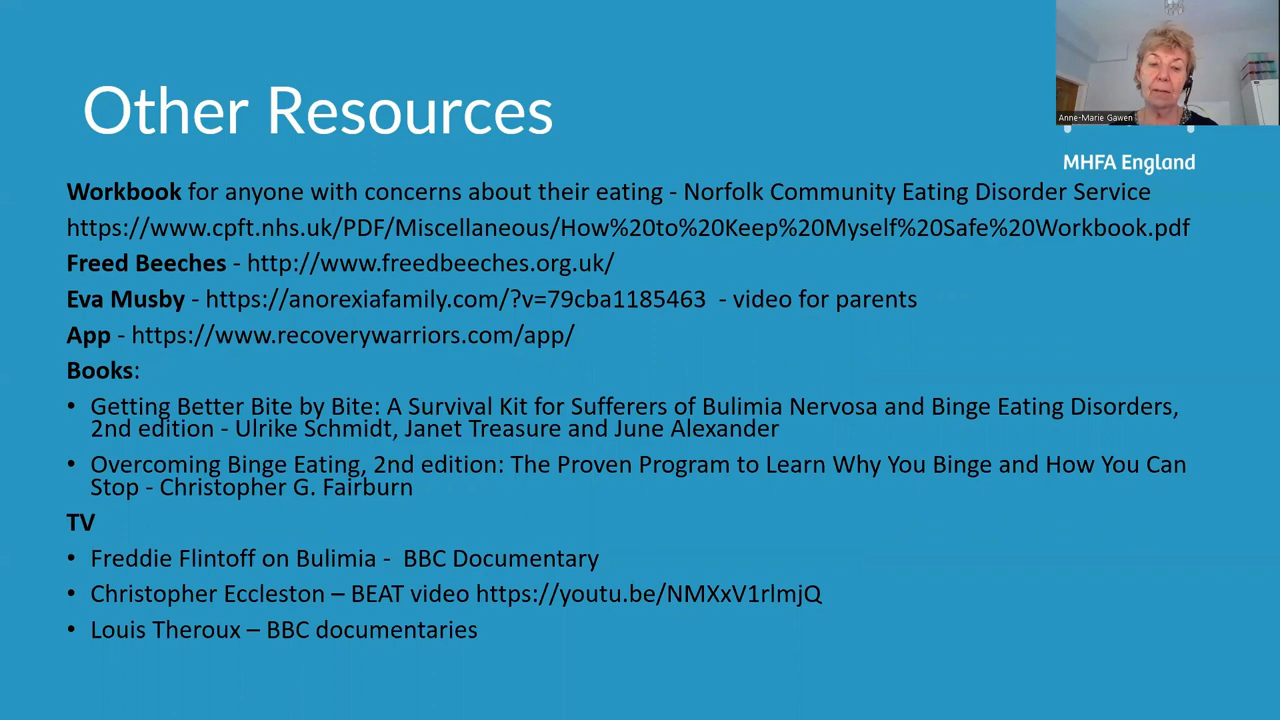 Other Resources
Anne-Marie Gawen
MHFA England
Workbook for anyone with concerns about their eating - Norfolk Community Eating Disorder Service
https://www.cpft.nhs.uk/PDF/Miscellaneous/How%20to%20Keep%20Myself%20Safe%20Workbook.pdf
Freed Beeches - http://www.freedbeeches.org.uk/
Eva Musby - https://anorexiafamily.com/?v=79cba1185463 - video for parents
App - https://www.recoverywarriors.com/app/
Books:
• Getting Better Bite by Bite: A Survival Kit for Sufferers of Bulimia Nervosa and Binge Eating Disorders,
2nd edition - Ulrike Schmidt, Janet Treasure and June Alexander
• Overcoming Binge Eating, 2nd edition: The Proven Program to Learn Why You Binge and How You Can
Stop - Christopher G. Fairburn
TV
• Freddie Flintoff on Bulimia - BBC Documentary
• Christopher Eccleston – BEAT video https://youtu.be/NMXxV1rlmjQ
• Louis Theroux – BBC documentaries